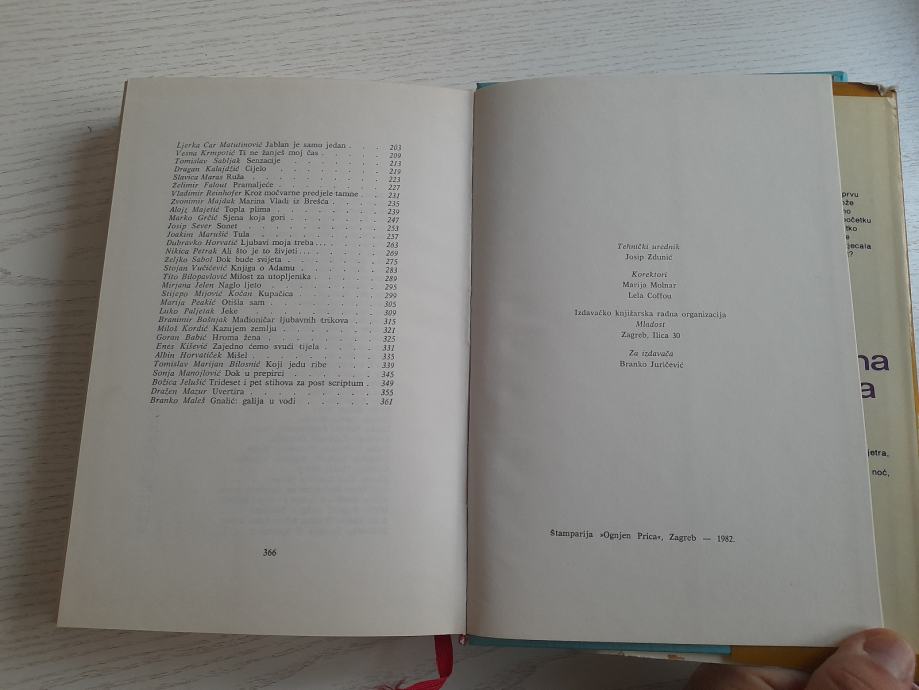 Ljerka Car Matutinović Jablan je samo jedan . . . 203
Vesna Krmpotić Ti ne žanješ moj čas . . . . . 209
Tomislav Sabljak Senzacije . . . . . . . 213
Dragan Kalajdžić Cijelo . . . . . . . . 219
Slavica Maras Ruža . . . . . . . . . 223
Želimir Falout Pramaljeće . . . . . . . 227
Vladimir Reinhofer Kroz močvarne predjele tamne . . 231
Zvonimir Majdak Marina Vladi iz Brešća . . . . 235
Alojz Majetić Topla plima . . . . . . . 239
Marko Grčić Sjena koja gori . . . . . . . 247
Josip Sever Sonet . . . . . . . . . 253
Joakim Marušić Tula . . . . . . . . 257
Dubravko Horvatić Ljubavi moja treba . . . . . 263
Nikica Petrak Ali što je to živjeti . . . . . . 269
Željko Sabol Dok bude svijeta . . . . . . 275
Stojan Vučićević Knjiga o Adamu . . . . . . 283
Tito Bilopavlović Milost za utopljenika . . . . . 289
Mirjana Jelen Naglo ljeto . . . . . . . 295
Stijepo Mijović Kočan Kupačica . . . . . . 299
Marija Peakić Otišla sam . . . . . . . 305
Luko Paljetak Jeke . . . . . . . . . 309
Branimir Bošnjak Mađioničar ljubavnih trikova . . . 315
Miloš Kordić Kazujem zemlju . . . . . . . 321
Goran Babić Hroma žena . . . . . . . . 325
Enes Kišević Zajedno ćemo svući tijela . . . . . 331
Albin Horvatiček Mišel . . . . . . . . 335
Tomislav Marijan Bilosnić Koji jedu ribe . . . . 339
Sonja Manojlović Dok u prepirci . . . . . . 345
Božica Jelušić Trideset i pet stihova za post scriptum . 349
Dražen Mazur Uvertira . . . . . . . . 355
Branko Maleš Gnalić: galija u vodi . . . . . . 361
366
Tehnički urednik
Josip Zdunić
Korektori
Marija Molnar
Lela Coffou
Izdavačko knjižarska radna organizacija
Mladost
Zagreb, Ilica 30
Za izdavača
Branko Juričević
Štamparija »Ognjen Prica«, Zagreb — 1982.
prvu
početku
na
a
noć,